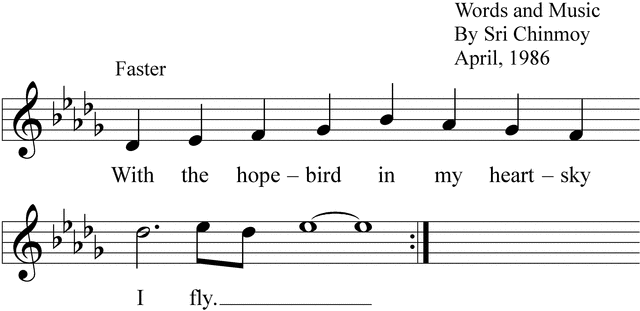 Words and Music
By Sri Chinmoy
April, 1986
Faster
With the hope – bird in my heart – sky
I fly.